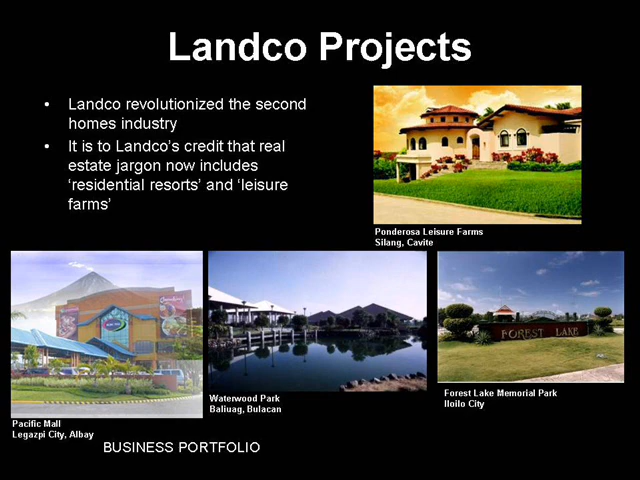 Landco Projects
• Landco revolutionized the second
homes industry
• It is to Landco's credit that real
estate jargon now includes
'residential resorts' and 'leisure
farms'
Ponderosa Leisure Farms
Silang, Cavite
FOREST LAKE
Pacific Mall
Legazpi City, Albay
Waterwood Park
Baliuag, Bulacan
Forest Lake Memorial Park
Iloilo City
BUSINESS PORTFOLIO